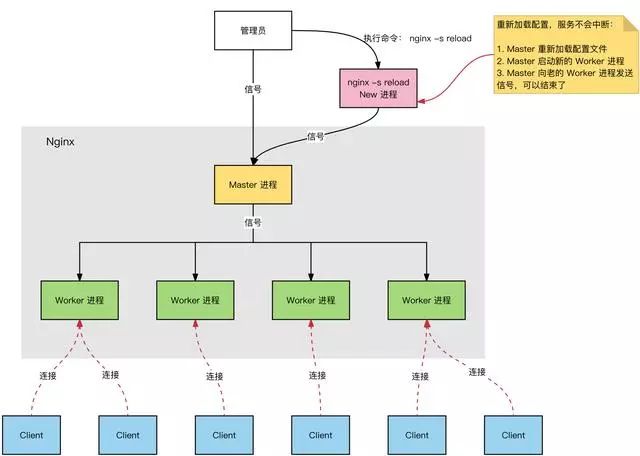 管理员
执行命令: nginx -s reload
重新加载配置，服务不会中断：
1. Master 重新加载配置文件
2. Master 启动新的 Worker 进程
3. Master 向老的 Worker 进程发送
信号，可以结束了
nginx -s reload
New 进程
信号
信号
Nginx
Master 进程
信号
Worker 进程
Worker 进程
Worker 进程
Worker 进程
连接
连接
连接
连接
连接
连接
Client
Client
Client
Client
Client
Client